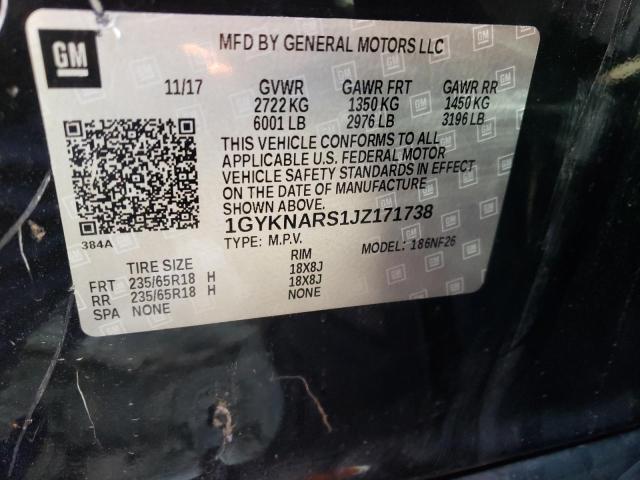 GM
MFD BY GENERAL MOTORS LLC
11/17 GVWR GAWR FRT GAWR RR
2722 KG 1350 KG 1450 KG
6001 LB 2976 LB 3196 LB
THIS VEHICLE CONFORMS TO ALL
APPLICABLE U.S. FEDERAL MOTOR
VEHICLE SAFETY STANDARDS IN EFFECT
ON THE DATE OF MANUFACTURE
SHOWN ABOVE.
1GYKNARS1JZ171738
384A
TYPE: M.P.V. MODEL: 186NF26
TIRE SIZE RIM
FRT 235/65R18 H 18X8J
RR 235/65R18 H 18X8J
SPA NONE NONE